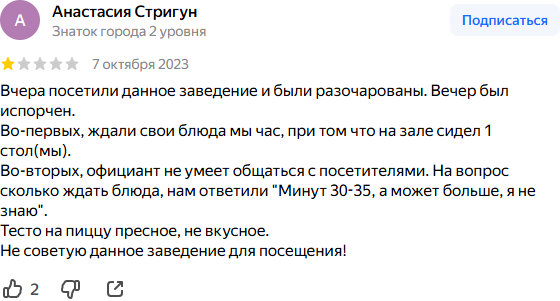 А
Анастасия Стригун
Знаток города 2 уровня
Подписаться
7 октября 2023
Вчера посетили данное заведение и были разочарованы. Вечер был
испорчен.
Во-первых, ждали свои блюда мы час, при том что на зале сидел 1
стол(мы).
Во-вторых, официант не умеет общаться с посетителями. На вопрос
сколько ждать блюда, нам ответили "Минут 30-35, а может больше, я не
знаю".
Тесто на пиццу пресное, не вкусное.
Не советую данное заведение для посещения!
2